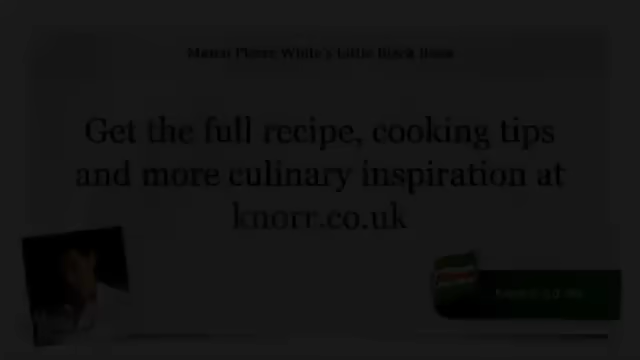 Marco Pierre White's Little Black Book
Get the full recipe, cooking tips
and more culinary inspiration at
knorr.co.uk